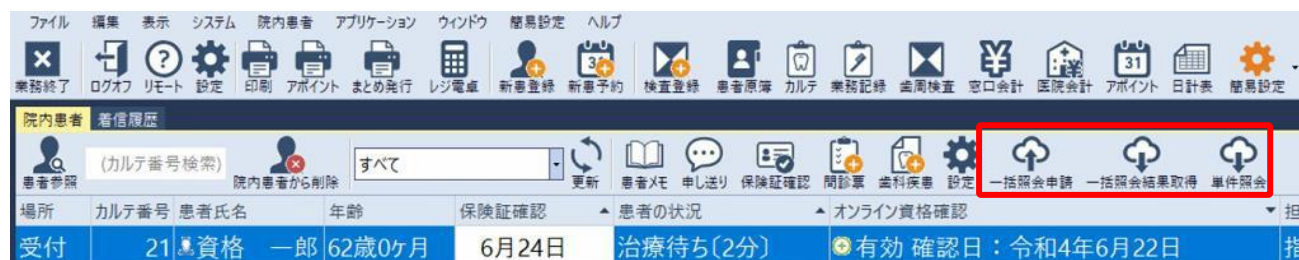 ファイル 編集 表示 システム 院内患者 アプリケーション ウィンドウ 簡易設定 ヘルプ
業務終了 ログオフ リモート 設定 印刷 アポイント まとめ発行 レジ電卓 新患登録 新患予約 検査登録 患者原簿 カルテ 業務記録 歯周検査 窓口会計 医院会計 アポイント 日計表 簡易設定
院内患者 着信履歴
患者参照 (カルテ番号検索) 院内患者から削除 すべて 更新 患者メモ 申し送り 保険証確認 問診票 歯科疾患 設定 一括照会申請 一括照会結果取得 単件照会
場所 カルテ番号 患者氏名 年齢 保険証確認 患者の状況 オンライン資格確認 担
受付 21 資格 一郎 62歳0ヶ月 6月24日 治療待ち〔2分〕 有効 確認日：令和4年6月22日 指